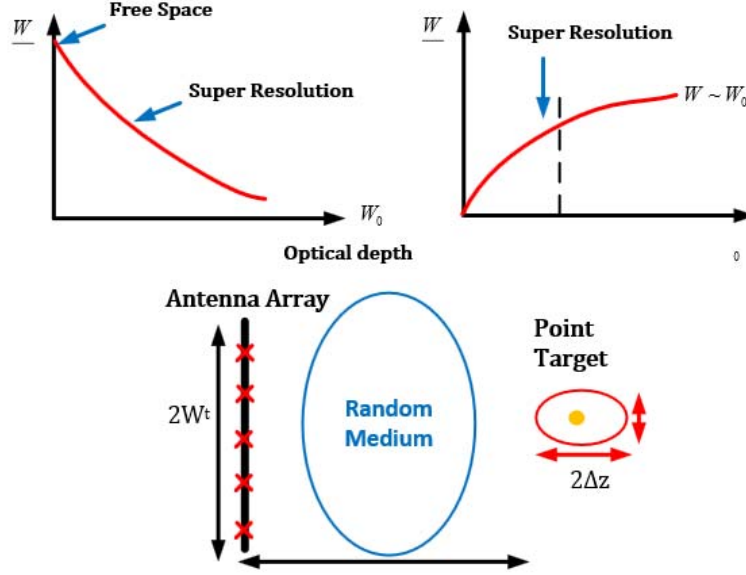 Free Space
W
Super Resolution
W₀
W
Super Resolution
W ~ W₀
Optical depth
₀
Antenna Array
2Wt
Random
Medium
Point
Target
2Δz